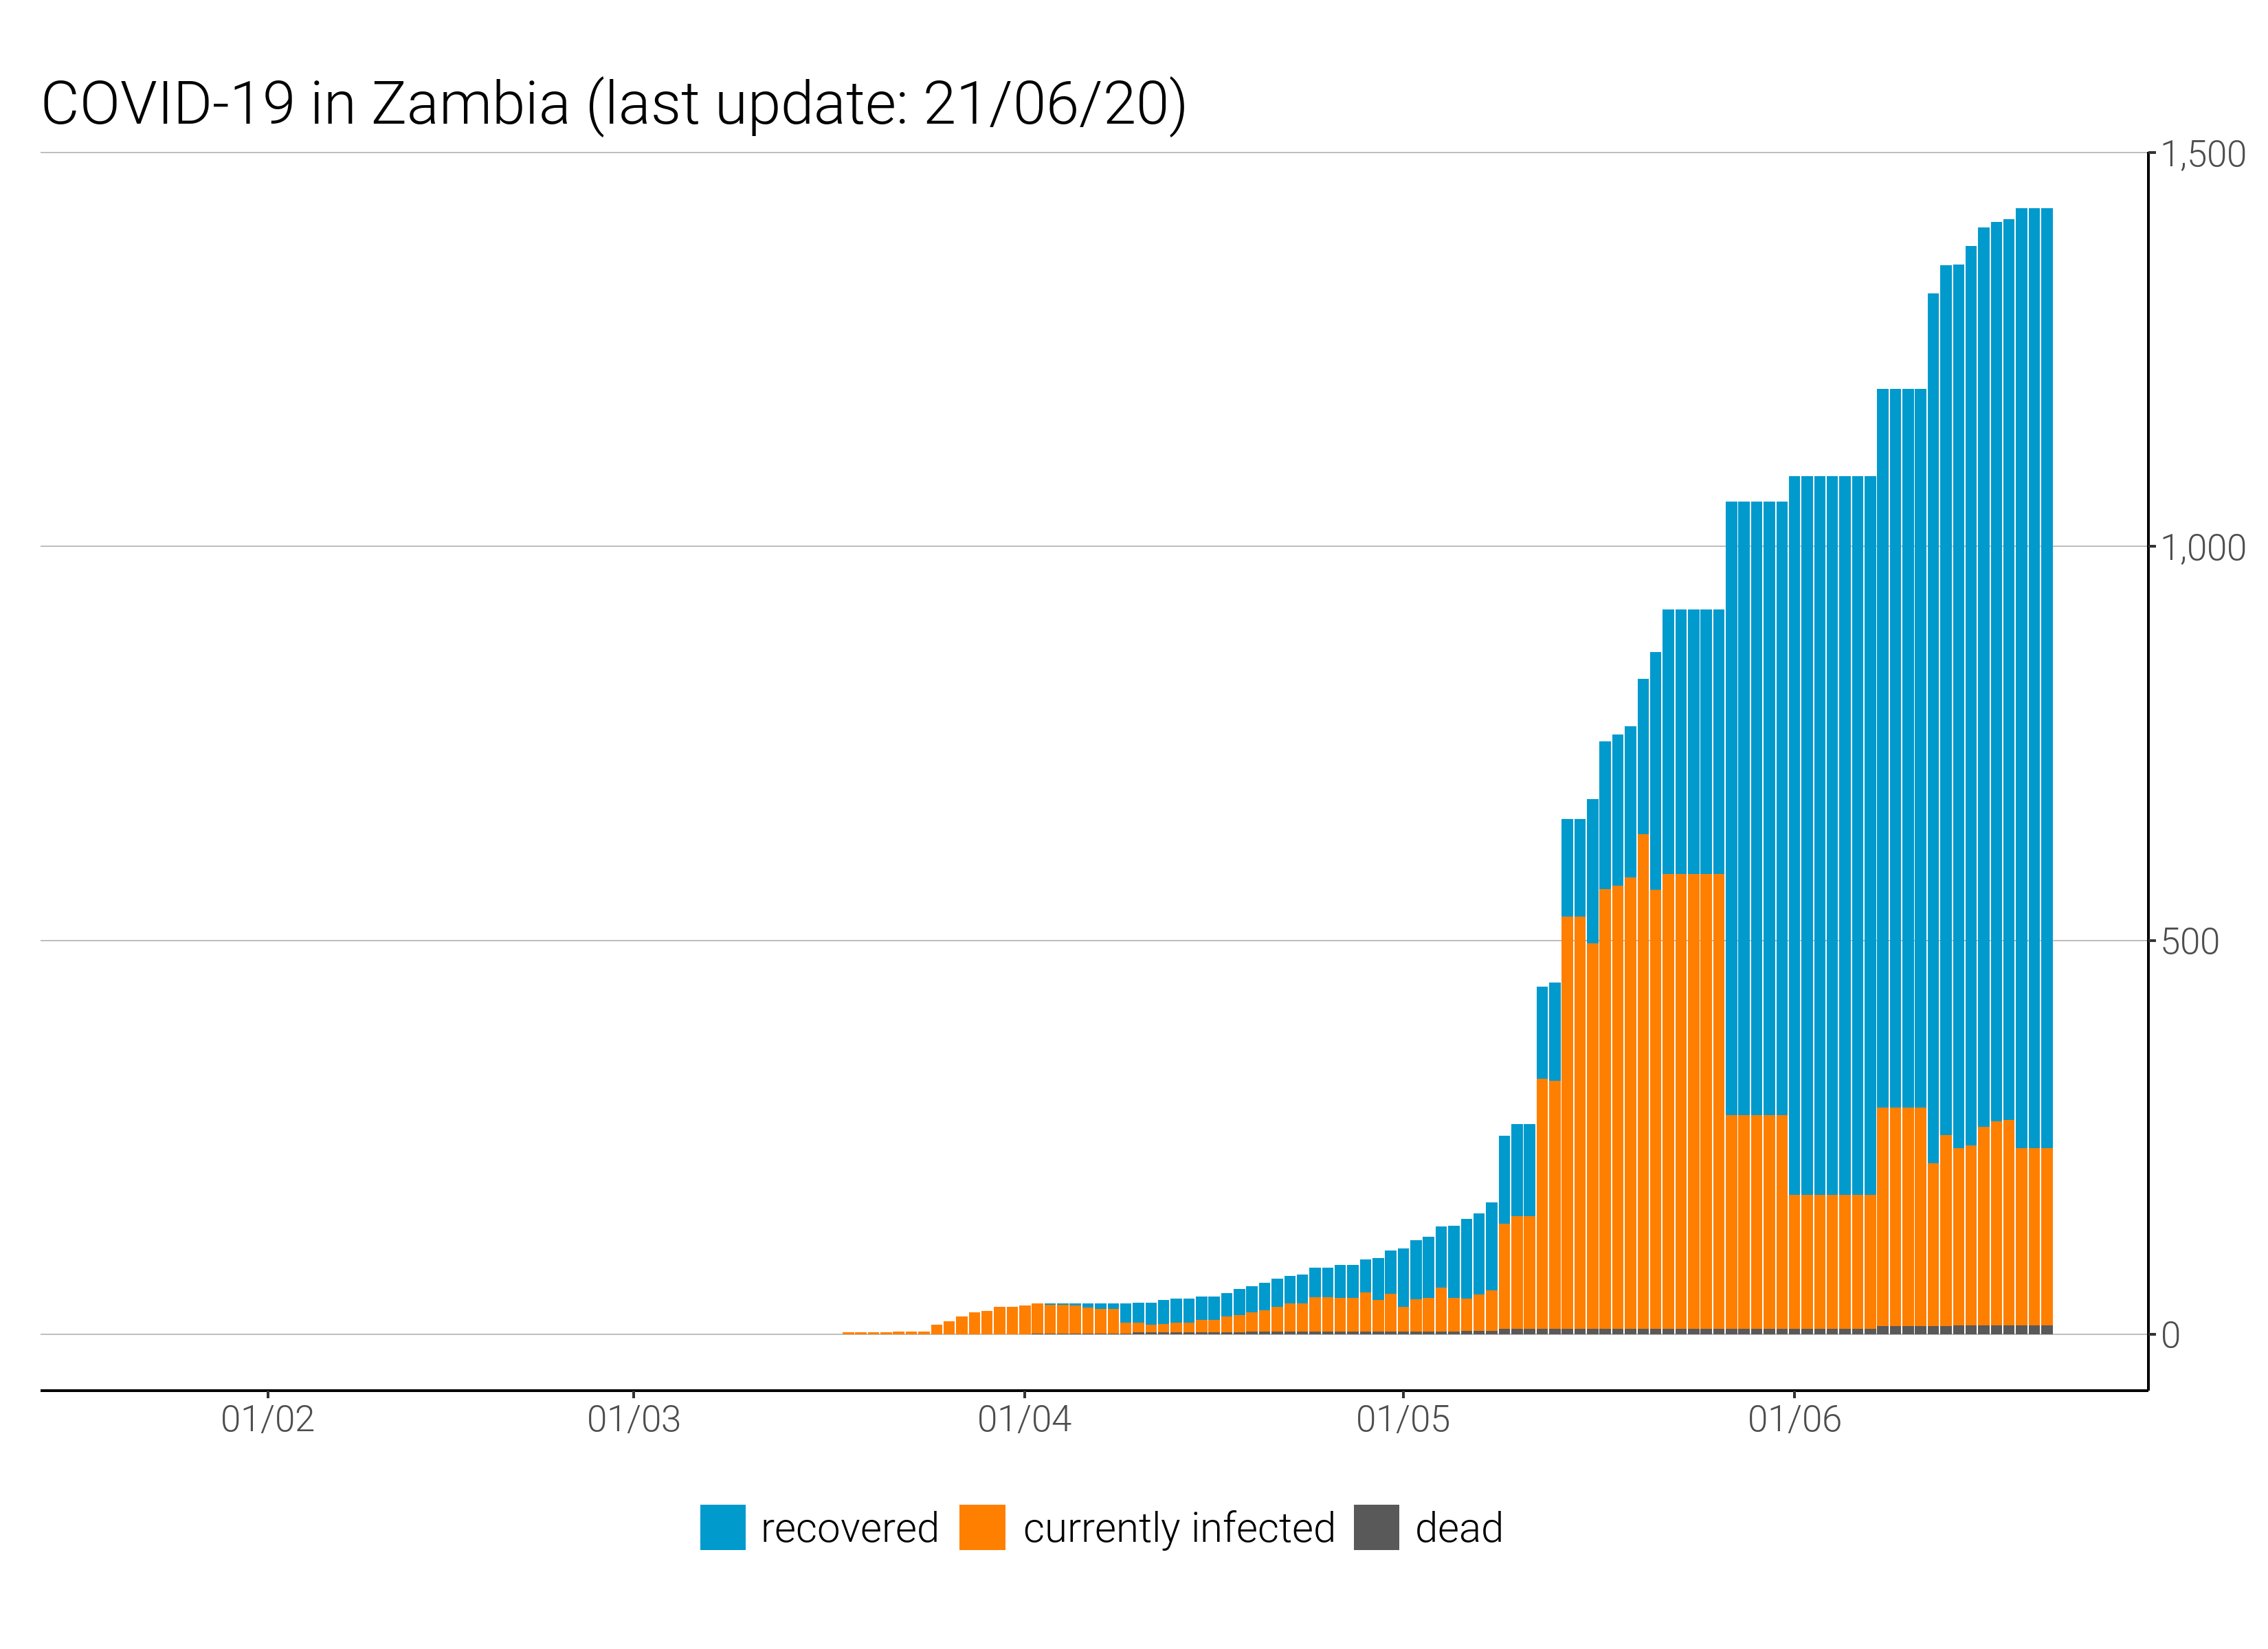 COVID-19 in Zambia (last update: 21/06/20)
1,500
1,000
500
0
01/02 01/03 01/04 01/05 01/06
recovered currently infected dead